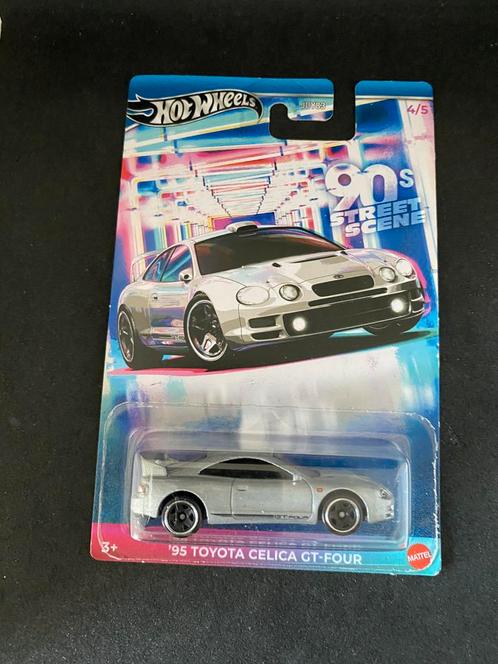 HOT WHEELS
4/5
90s
STREET
SCENE
3+
'95 TOYOTA CELICA GT-FOUR
MATTEL